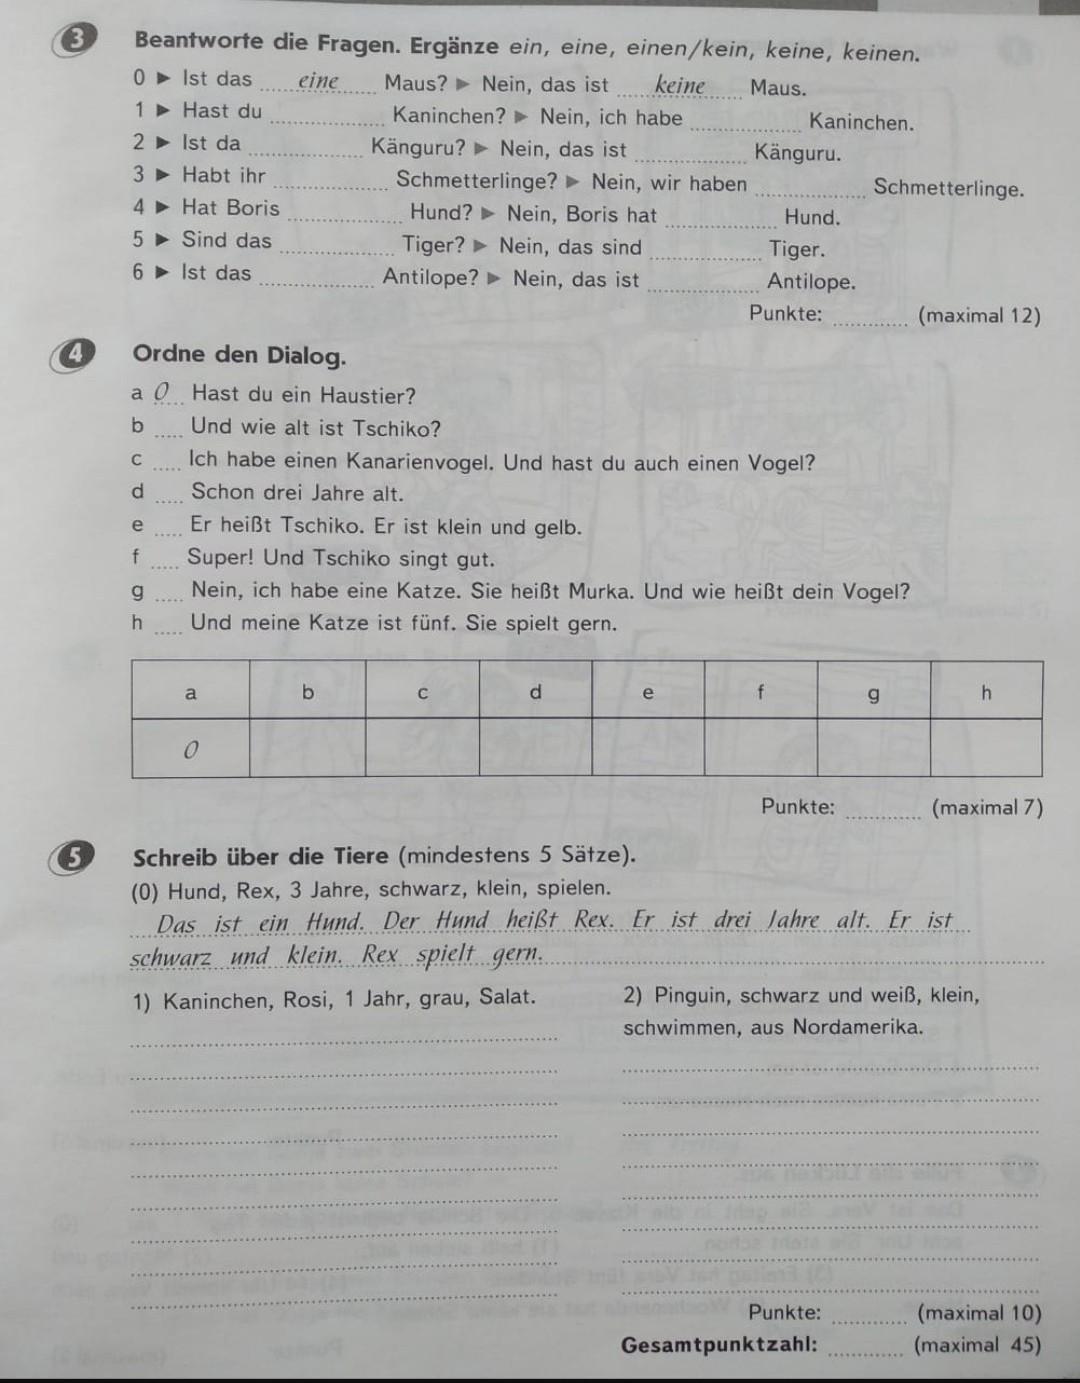 3 Beantworte die Fragen. Ergänze ein, eine, einen/kein, keine, keinen.
0 ▶ Ist das ....eine...... Maus? ▶ Nein, das ist .....keine.... Maus.
1 ▶ Hast du ................ Kaninchen? ▶ Nein, ich habe ................ Kaninchen.
2 ▶ Ist da ................ Känguru? ▶ Nein, das ist ................ Känguru.
3 ▶ Habt ihr ................ Schmetterlinge? ▶ Nein, wir haben ................ Schmetterlinge.
4 ▶ Hat Boris ................ Hund? ▶ Nein, Boris hat ................ Hund.
5 ▶ Sind das ................ Tiger? ▶ Nein, das sind ................ Tiger.
6 ▶ Ist das ................ Antilope? ▶ Nein, das ist ................ Antilope.
Punkte: ........... (maximal 12)
4 Ordne den Dialog.
a 0 Hast du ein Haustier?
b .... Und wie alt ist Tschiko?
c .... Ich habe einen Kanarienvogel. Und hast du auch einen Vogel?
d .... Schon drei Jahre alt.
e .... Er heißt Tschiko. Er ist klein und gelb.
f .... Super! Und Tschiko singt gut.
g .... Nein, ich habe eine Katze. Sie heißt Murka. Und wie heißt dein Vogel?
h .... Und meine Katze ist fünf. Sie spielt gern.
a b c d e f g h
0
Punkte: ........... (maximal 7)
5 Schreib über die Tiere (mindestens 5 Sätze).
(0) Hund, Rex, 3 Jahre, schwarz, klein, spielen.
Das ist ein Hund. Der Hund heißt Rex. Er ist drei Jahre alt. Er ist
schwarz und klein. Rex spielt gern.
1) Kaninchen, Rosi, 1 Jahr, grau, Salat.
2) Pinguin, schwarz und weiß, klein,
schwimmen, aus Nordamerika.
Punkte: ........... (maximal 10)
Gesamtpunktzahl: ........... (maximal 45)